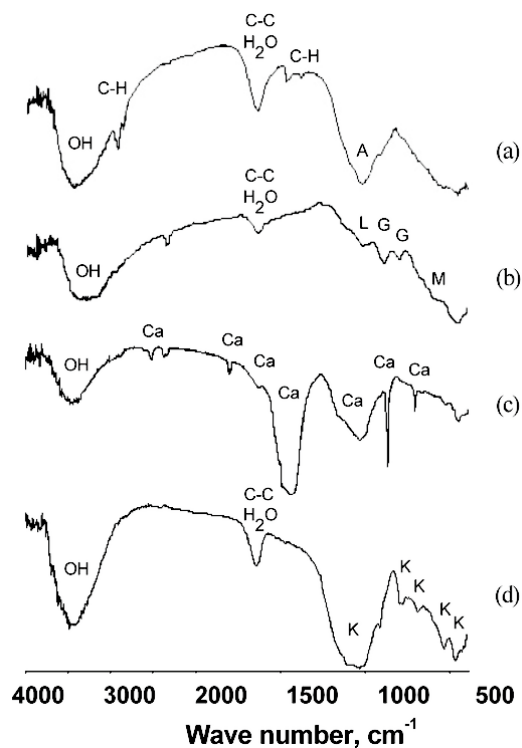 C-C
H₂O
C-H
C-H
OH
A
(a)
C-C
H₂O
L
G
G
OH
M
(b)
OH
Ca
Ca
Ca
Ca
Ca
Ca
Ca
(c)
C-C
H₂O
OH
K
K
K
K
K
(d)
4000
3000
2000
1500
1000
500
Wave number, cm⁻¹